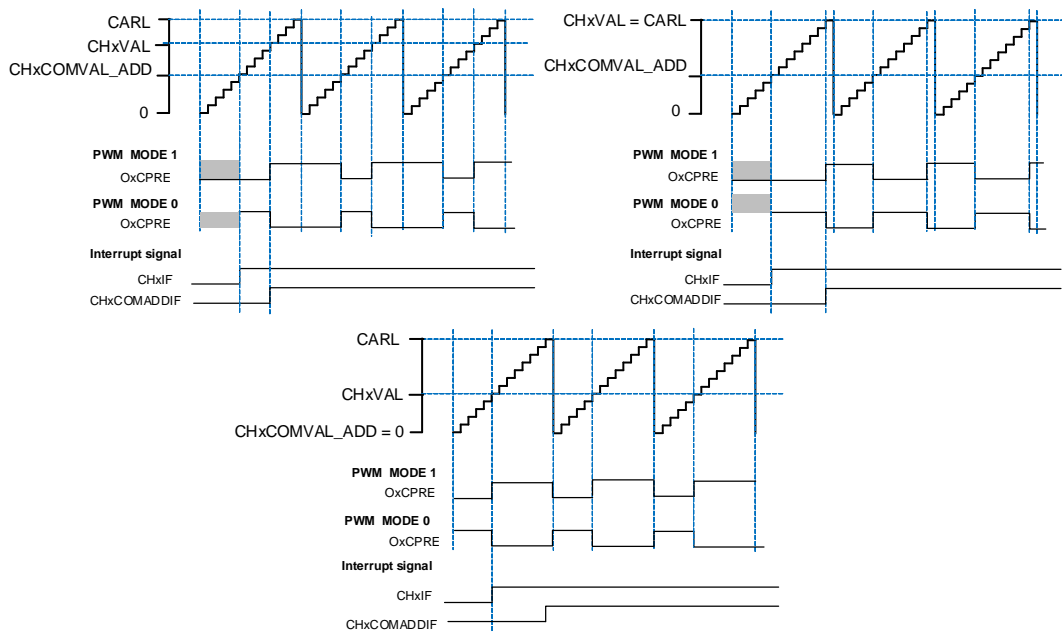 CARL
CHxVAL
CHxCOMVAL_ADD
0
PWM MODE 1
OxCPRE
PWM MODE 0
OxCPRE
Interrupt signal
CHxIF
CHxCOMADDIF
CHxVAL = CARL
CHxCOMVAL_ADD
0
PWM MODE 1
OxCPRE
PWM MODE 0
OxCPRE
Interrupt signal
CHxIF
CHxCOMADDIF
CARL
CHxVAL
CHxCOMVAL_ADD = 0
PWM MODE 1
OxCPRE
PWM MODE 0
OxCPRE
Interrupt signal
CHxIF
CHxCOMADDIF